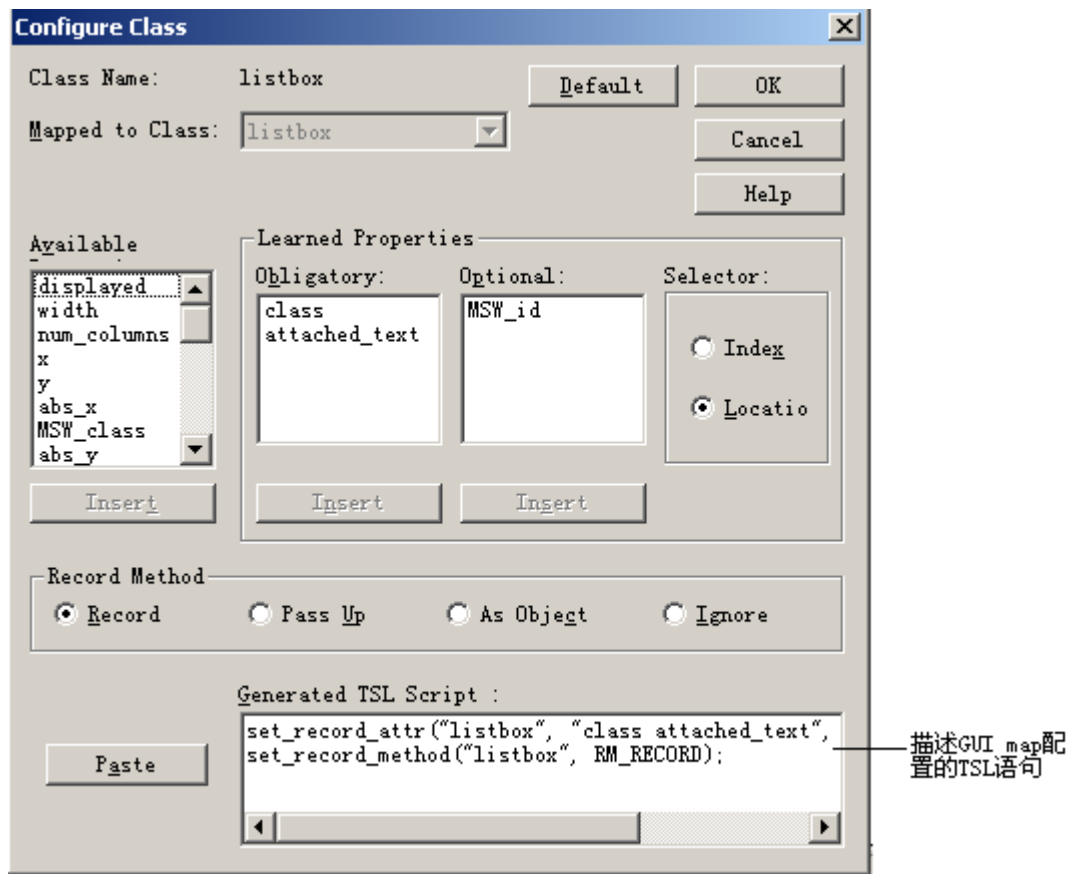 Configure Class
Class Name:
listbox
Default
OK
Mapped to Class:
listbox
Cancel
Help
Available
displayed
width
num_columns
x
y
abs_x
MSW_class
abs_y
Insert
Learned Properties
Obligatory:
class
attached_text
Insert
Optional:
MSW_id
Insert
Selector:
Index
Locatio
Record Method
Record
Pass Up
As Object
Ignore
Paste
Generated TSL Script :
set_record_attr("listbox", "class attached_text",
set_record_method("listbox", RM_RECORD);
描述GUI map配
置的TSL语句